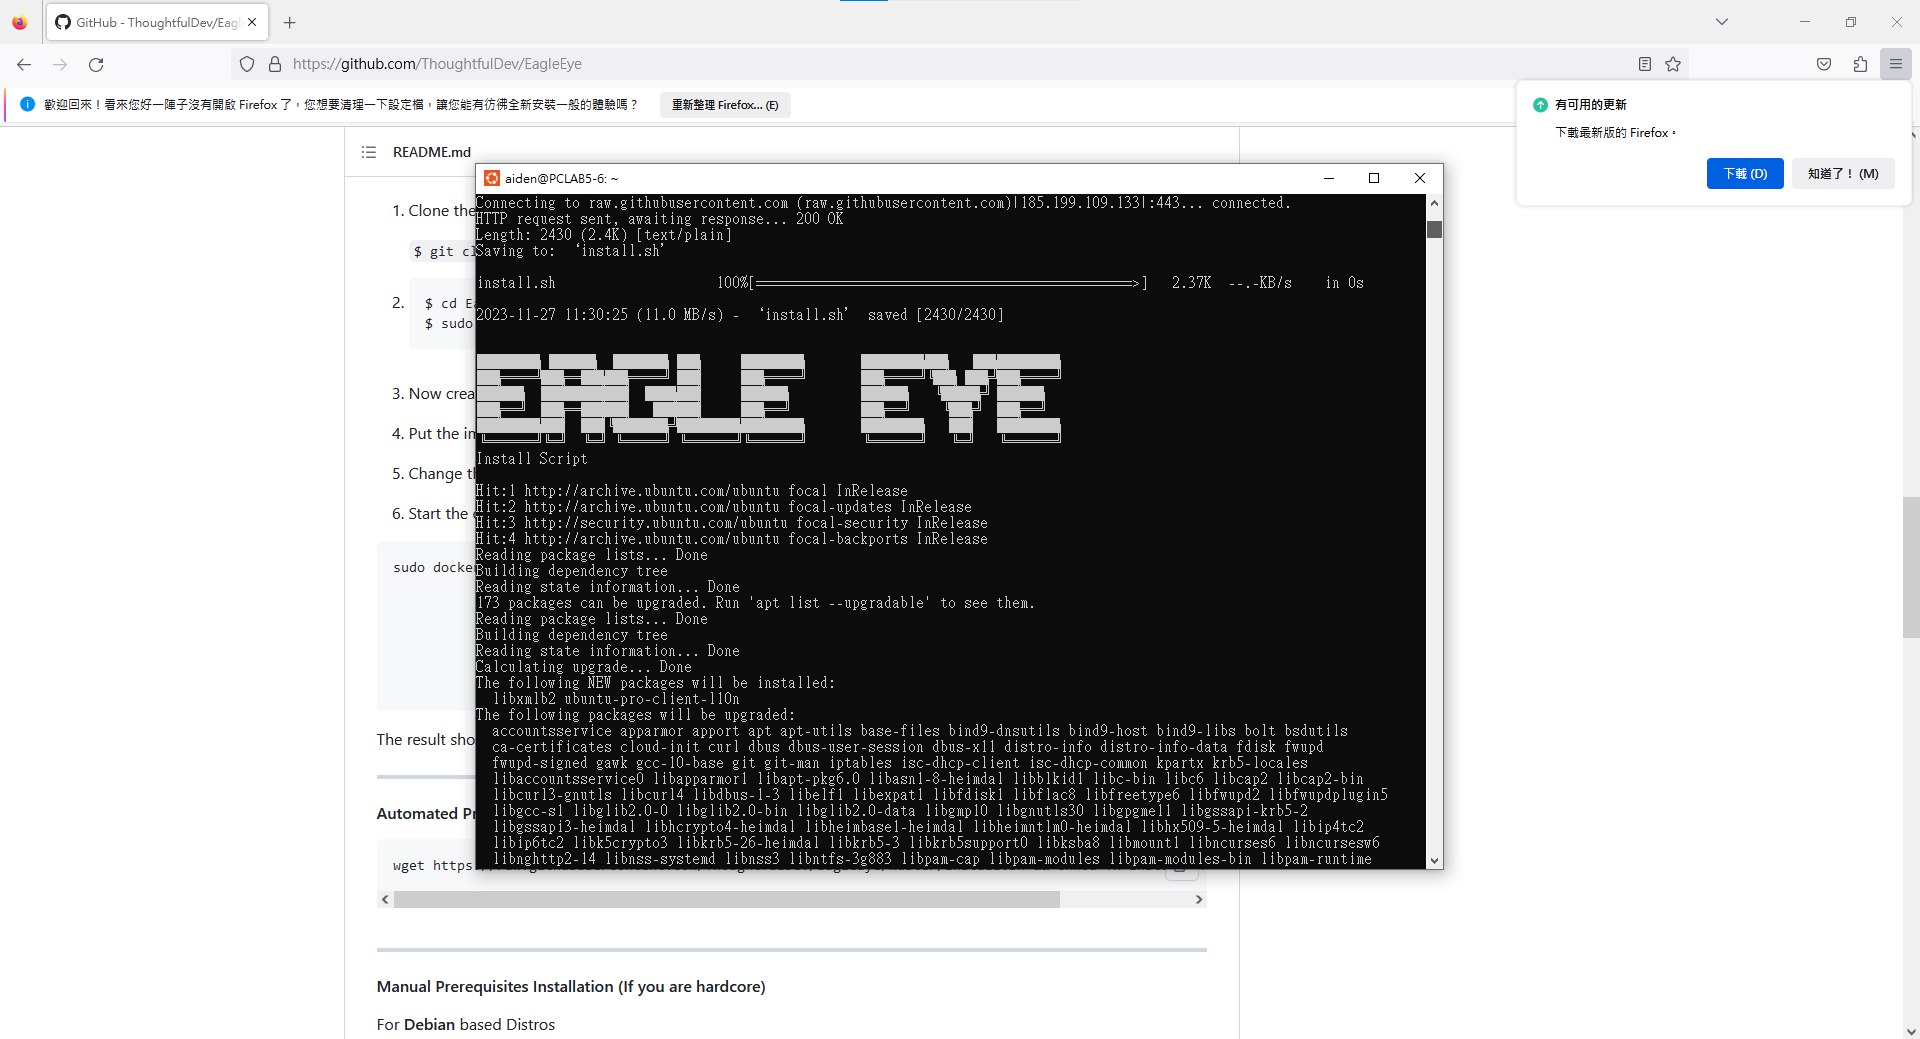 GitHub - ThoughtfulDev/Eagl
https://github.com/ThoughtfulDev/EagleEye
歡迎回來！看來您好一陣子沒有開啟 Firefox 了，您想要清理一下設定檔，讓您能有彷彿全新安裝一般的體驗嗎？
重新整理 Firefox... (E)
有可用的更新
下載最新版的 Firefox。
下載 (D)
知道了！ (M)
README.md
1. Clone the
$ git cl
2.
$ cd Ea
$ sudo
3. Now crea
4. Put the im
5. Change th
6. Start the
sudo docke
The result sho
Automated Pr
wget https:
Manual Prerequisites Installation (If you are hardcore)
For Debian based Distros
aiden@PCLAB5-6: ~
Connecting to raw.githubusercontent.com (raw.githubusercontent.com)|185.199.109.133|:443... connected.
HTTP request sent, awaiting response... 200 OK
Length: 2430 (2.4K) [text/plain]
Saving to: ‘install.sh’
install.sh 100%[=================================================>] 2.37K --.-KB/s in 0s
2023-11-27 11:30:25 (11.0 MB/s) - ‘install.sh’ saved [2430/2430]
EAGLE EYE
Install Script
Hit:1 http://archive.ubuntu.com/ubuntu focal InRelease
Hit:2 http://archive.ubuntu.com/ubuntu focal-updates InRelease
Hit:3 http://security.ubuntu.com/ubuntu focal-security InRelease
Hit:4 http://archive.ubuntu.com/ubuntu focal-backports InRelease
Reading package lists... Done
Building dependency tree
Reading state information... Done
173 packages can be upgraded. Run 'apt list --upgradable' to see them.
Reading package lists... Done
Building dependency tree
Reading state information... Done
Calculating upgrade... Done
The following NEW packages will be installed:
libxmlb2 ubuntu-pro-client-l10n
The following packages will be upgraded:
accountsservice apparmor apport apt apt-utils base-files bind9-dnsutils bind9-host bind9-libs bolt bsdutils
ca-certificates cloud-init curl dbus dbus-user-session dbus-x11 distro-info distro-info-data fdisk fwupd
fwupd-signed gawk gcc-10-base git git-man iptables isc-dhcp-client isc-dhcp-common kpartx krb5-locales
libaccountsservice0 libapparmor1 libapt-pkg6.0 libasn1-8-heimdal libblkid1 libc-bin libc6 libcap2 libcap2-bin
libcurl3-gnutls libcurl4 libdbus-1-3 libelf1 libexpat1 libfdisk1 libflac8 libfreetype6 libfwupd2 libfwupdplugin5
libgcc-s1 libglib2.0-0 libglib2.0-bin libglib2.0-data libgmp10 libgnutls30 libgpgme11 libgssapi-krb5-2
libgssapi3-heimdal libhcrypto4-heimdal libheimbase1-heimdal libheimntlm0-heimdal libhx509-5-heimdal libip4tc2
libip6tc2 libk5crypto3 libkrb5-26-heimdal libkrb5-3 libkrb5support0 libksba8 libmount1 libncurses6 libncursesw6
libnghttp2-14 libnss-systemd libnss3 libntfs-3g883 libpam-cap libpam-modules libpam-modules-bin libpam-runtime